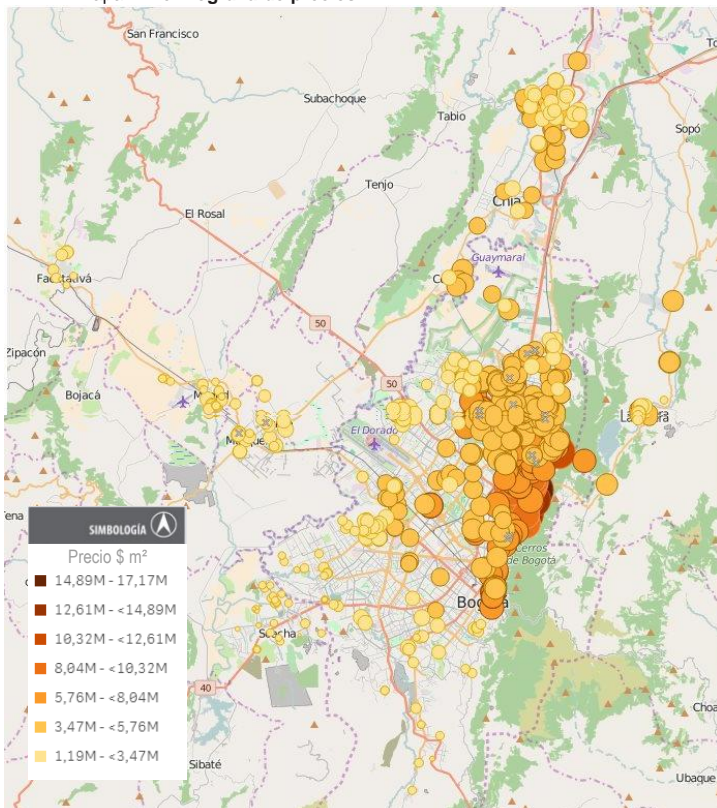 San Francisco
Subachoque
Tabio
Sopó
Tenjo
El Rosal
Chía
Guaymaral
50
Zipacón
Bojacá
50
El Dorado
SIMBOLOGÍA
Precio $ m²
14,89M - 17,17M
12,61M - <14,89M
10,32M - <12,61M
8,04M - <10,32M
5,76M - <8,04M
3,47M - <5,76M
1,19M - <3,47M
Cerros
de Bogotá
Bogotá
Soacha
40
Sibaté
Choa
Ubaque